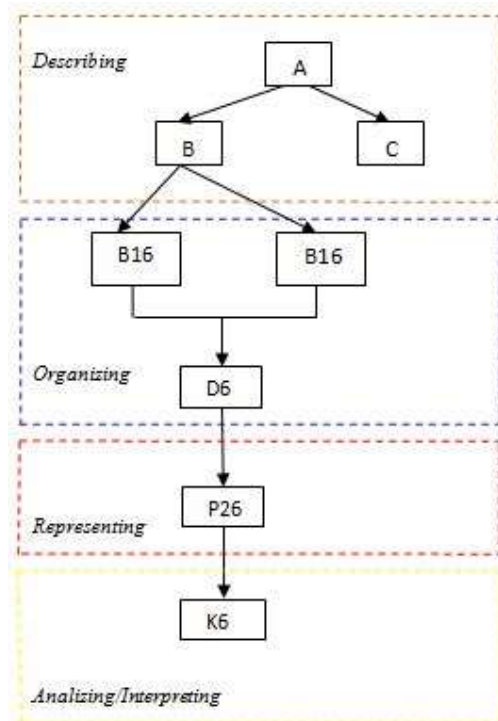 Describing
A
B
C
B16
B16
Organizing
D6
P26
Representing
K6
Analizing/Interpreting